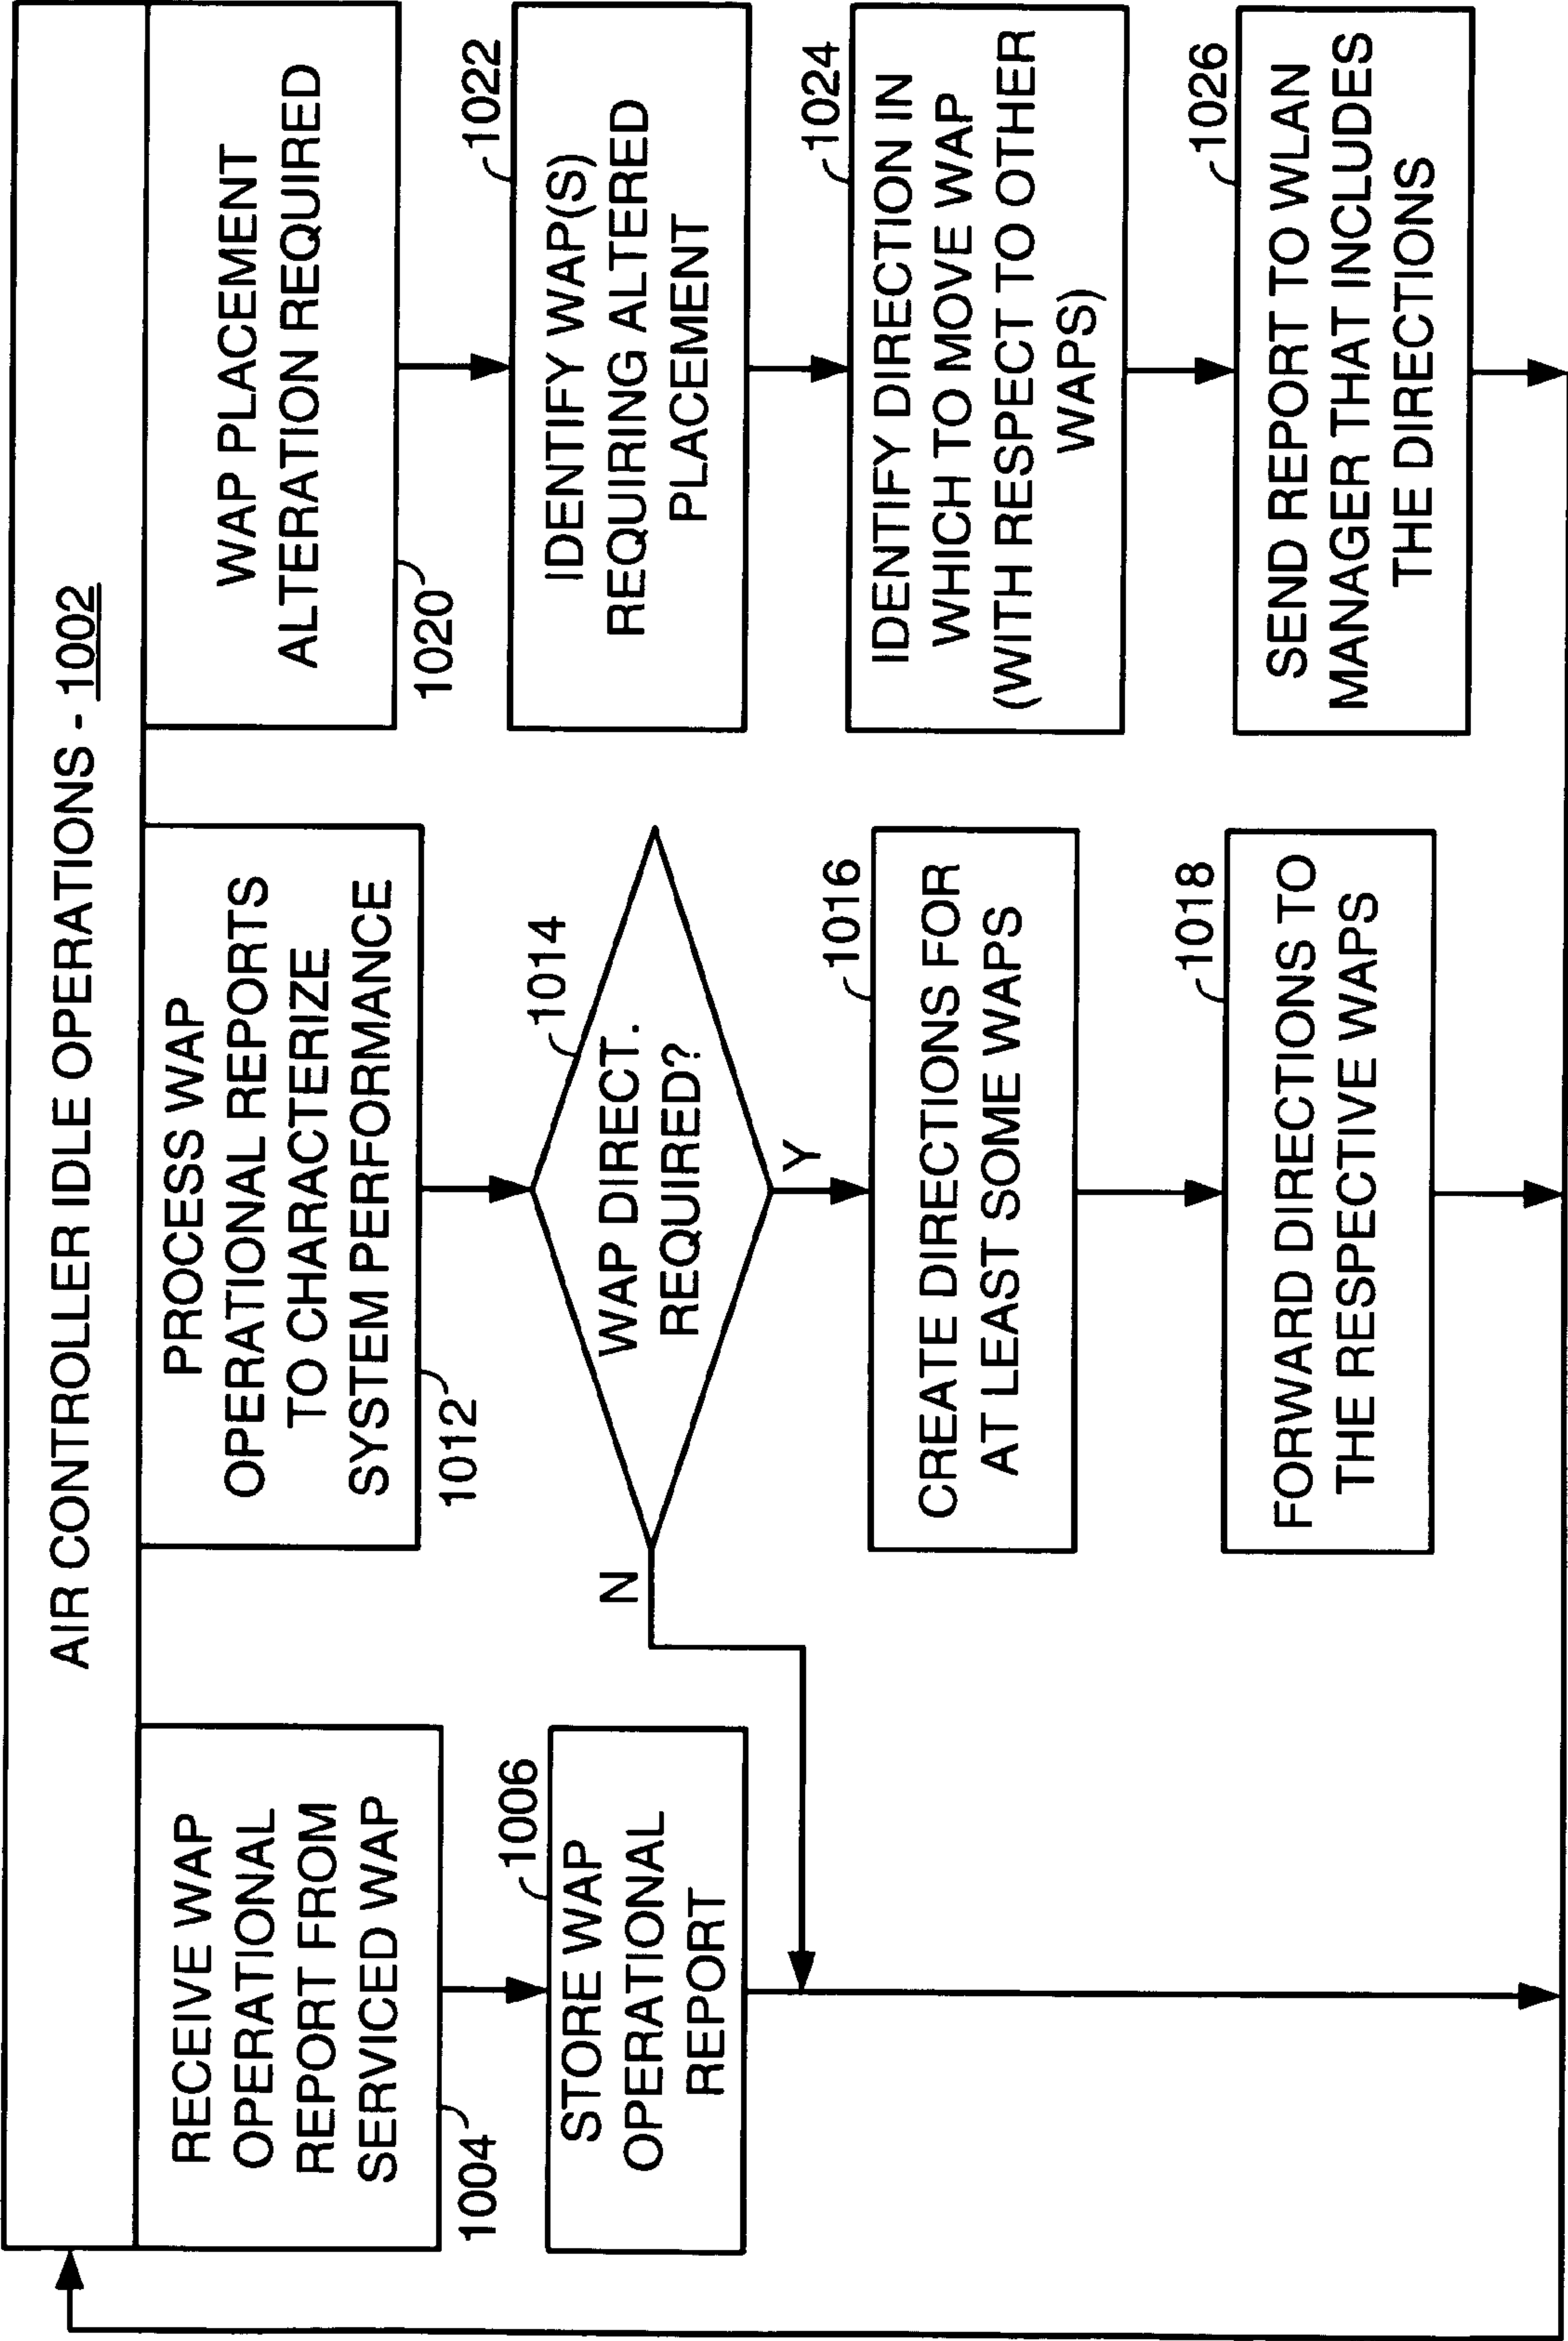 AIR CONTROLLER IDLE OPERATIONS - 1002
RECEIVE WAP
OPERATIONAL
REPORT FROM
SERVICED WAP
1004
1006
STORE WAP
OPERATIONAL
REPORT
PROCESS WAP
OPERATIONAL REPORTS
TO CHARACTERIZE
SYSTEM PERFORMANCE
1012
1014
WAP DIRECT.
REQUIRED?
N
Y
1016
CREATE DIRECTIONS FOR
AT LEAST SOME WAPS
1018
FORWARD DIRECTIONS TO
THE RESPECTIVE WAPS
WAP PLACEMENT
ALTERATION REQUIRED
1020
1022
IDENTIFY WAP(S)
REQUIRING ALTERED
PLACEMENT
1024
IDENTIFY DIRECTION IN
WHICH TO MOVE WAP
(WITH RESPECT TO OTHER
WAPS)
1026
SEND REPORT TO WLAN
MANAGER THAT INCLUDES
THE DIRECTIONS